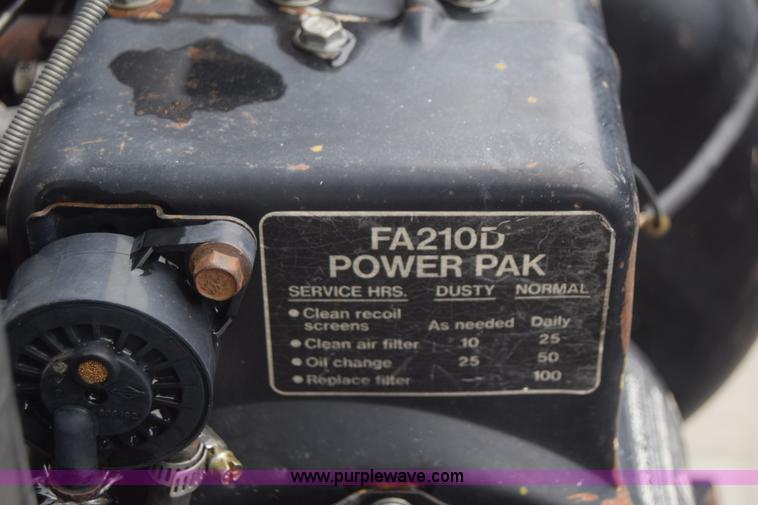 FA210D
POWER PAK
SERVICE HRS. DUSTY NORMAL
• Clean recoil
screens As needed Daily
• Clean air filter 10 25
• Oil change 25 50
• Replace filter — 100
www.purplewave.com